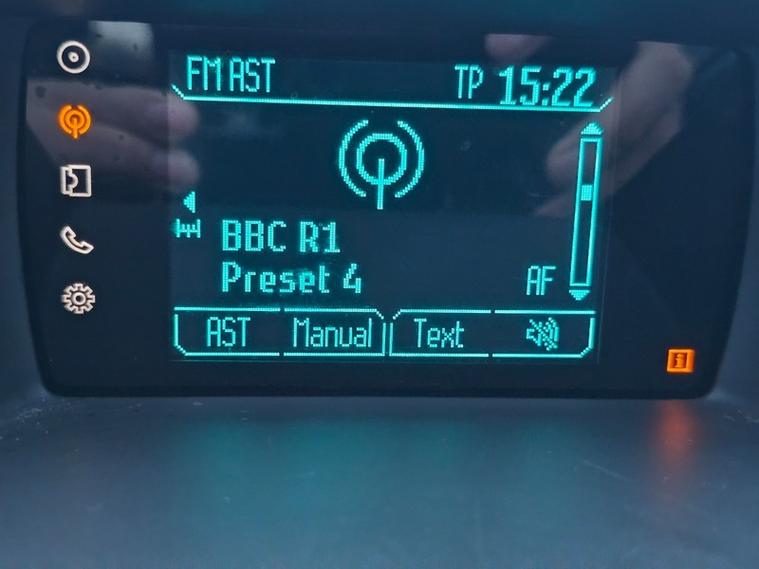 FM AST TP 15:22
BBC R1
Preset 4 AF
AST Manual Text
i